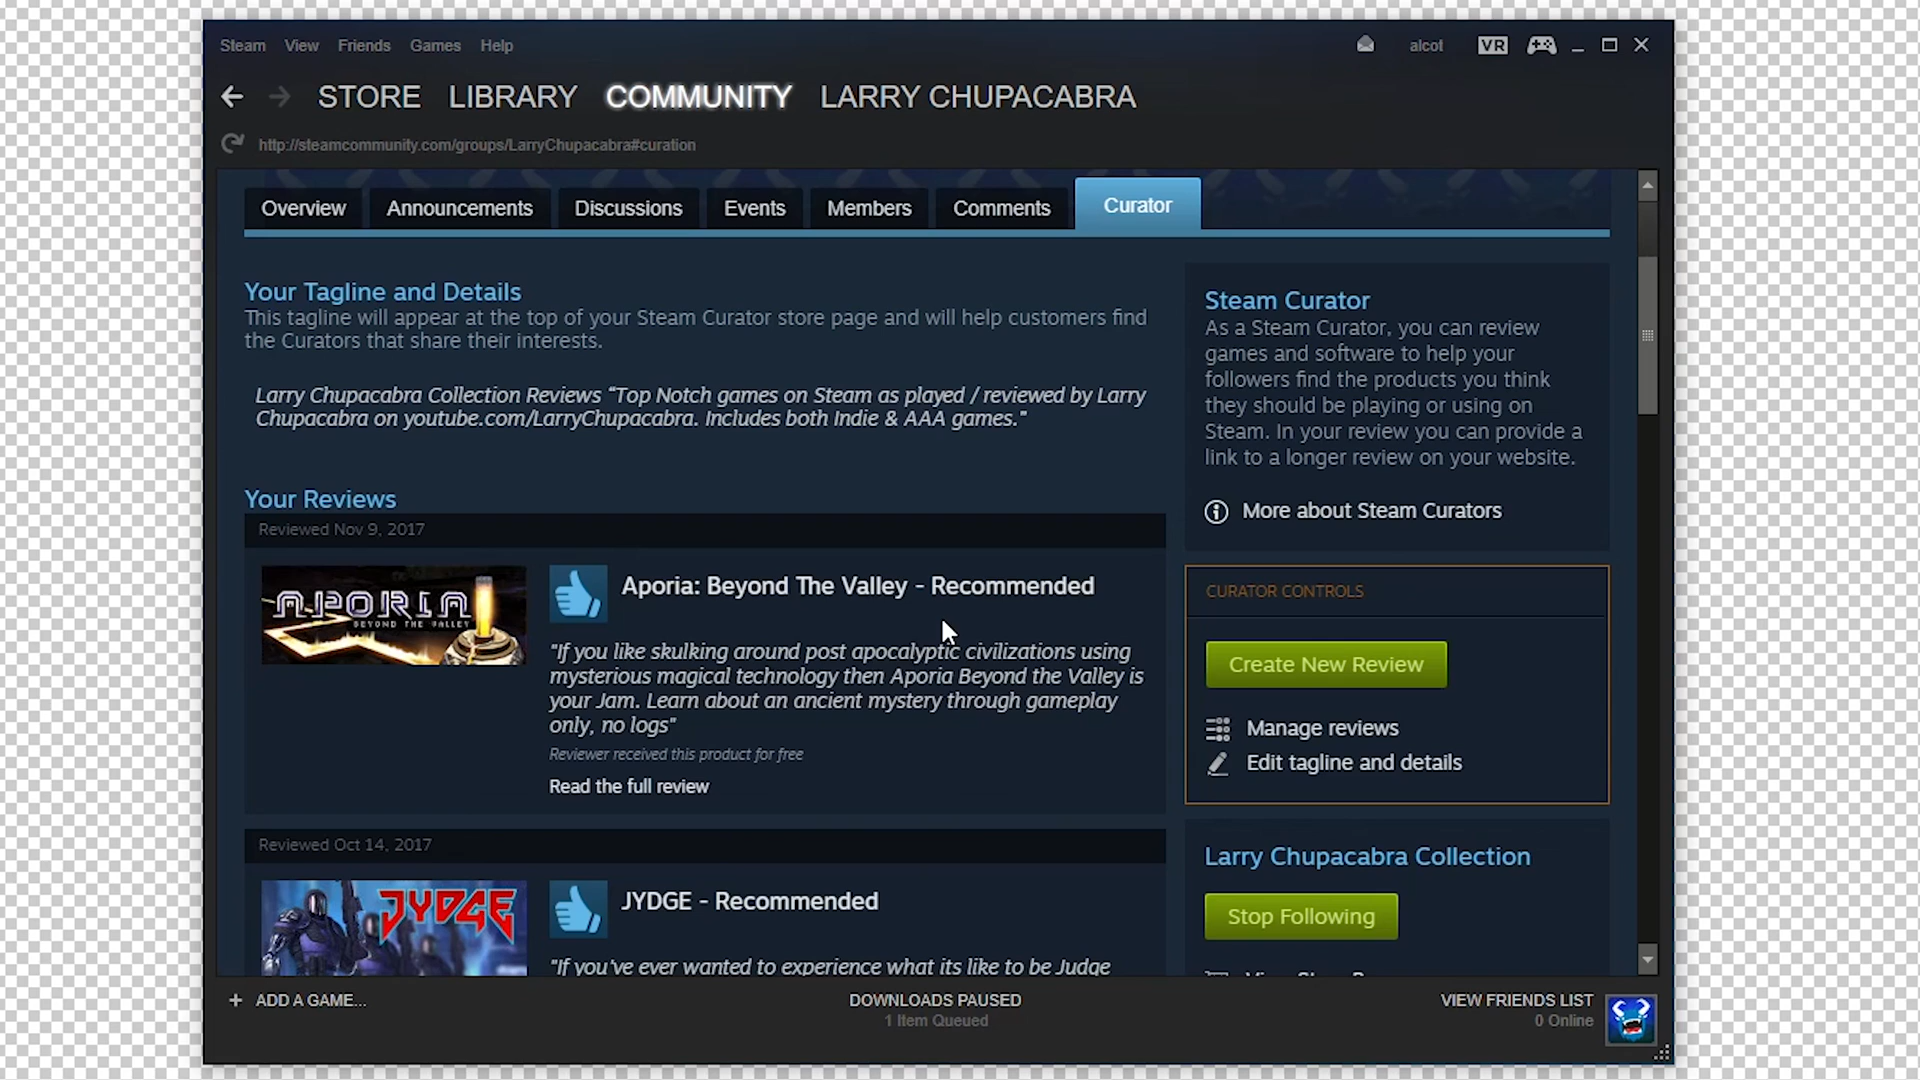 Steam View Friends Games Help alcot VR
STORE LIBRARY COMMUNITY LARRY CHUPACABRA
http://steamcommunity.com/groups/LarryChupacabra#curation
Overview Announcements Discussions Events Members Comments Curator
Your Tagline and Details
This tagline will appear at the top of your Steam Curator store page and will help customers find
the Curators that share their interests.
Larry Chupacabra Collection Reviews “Top Notch games on Steam as played / reviewed by Larry
Chupacabra on youtube.com/LarryChupacabra. Includes both Indie & AAA games.”
Your Reviews
Reviewed Nov 9, 2017
APORIA
BEYOND THE VALLEY
Aporia: Beyond The Valley - Recommended
"If you like skulking around post apocalyptic civilizations using
mysterious magical technology then Aporia Beyond the Valley is
your Jam. Learn about an ancient mystery through gameplay
only, no logs"
Reviewer received this product for free
Read the full review
Reviewed Oct 14, 2017
JYDGE
JYDGE - Recommended
"If you've ever wanted to experience what its like to be Judge
Steam Curator
As a Steam Curator, you can review
games and software to help your
followers find the products you think
they should be playing or using on
Steam. In your review you can provide a
link to a longer review on your website.
More about Steam Curators
CURATOR CONTROLS
Create New Review
Manage reviews
Edit tagline and details
Larry Chupacabra Collection
Stop Following
+ ADD A GAME...
DOWNLOADS PAUSED
1 Item Queued
VIEW FRIENDS LIST
0 Online